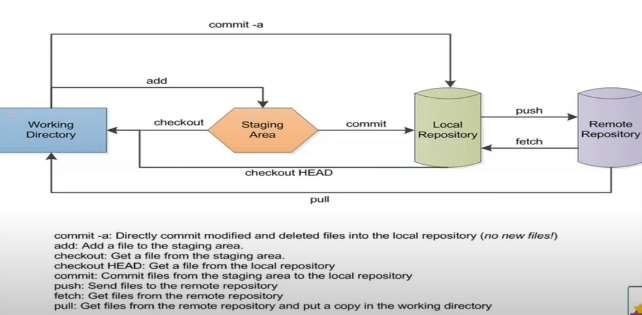 commit -a
add
Working
Directory
checkout
Staging
Area
commit
Local
Repository
push
fetch
Remote
Repository
checkout HEAD
pull
commit -a: Directly commit modified and deleted files into the local repository (no new files!)
add: Add a file to the staging area.
checkout: Get a file from the staging area.
checkout HEAD: Get a file from the local repository
commit: Commit files from the staging area to the local repository
push: Send files to the remote repository
fetch: Get files from the remote repository
pull: Get files from the remote repository and put a copy in the working directory